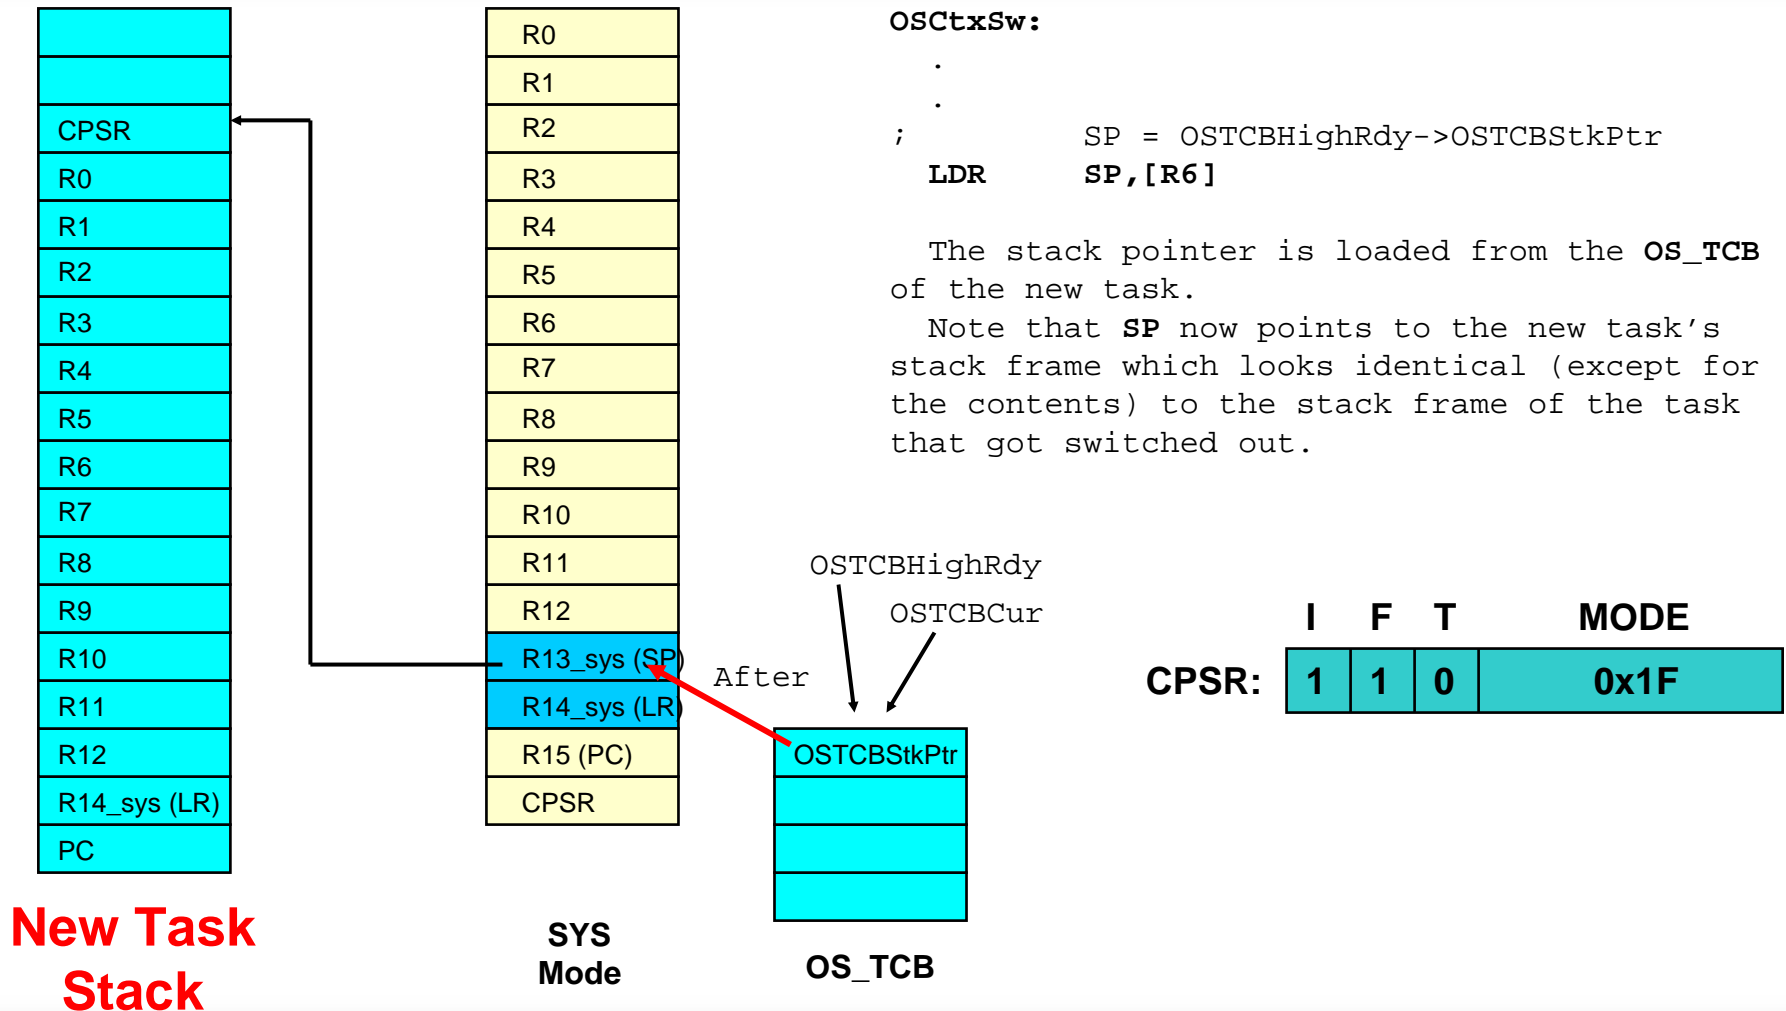 CPSR
R0
R1
R2
R3
R4
R5
R6
R7
R8
R9
R10
R11
R12
R14_sys (LR)
PC
New Task
Stack
R0
R1
R2
R3
R4
R5
R6
R7
R8
R9
R10
R11
R12
R13_sys (SP)
R14_sys (LR)
R15 (PC)
CPSR
SYS
Mode
OSCtxSw:
.
.
; SP = OSTCBHighRdy->OSTCBStkPtr
LDR SP,[R6]
The stack pointer is loaded from the OS_TCB
of the new task.
Note that SP now points to the new task’s
stack frame which looks identical (except for
the contents) to the stack frame of the task
that got switched out.
OSTCBHighRdy
OSTCBCur
After
OSTCBStkPtr
OS_TCB
I F T MODE
CPSR: 1 1 0 0x1F